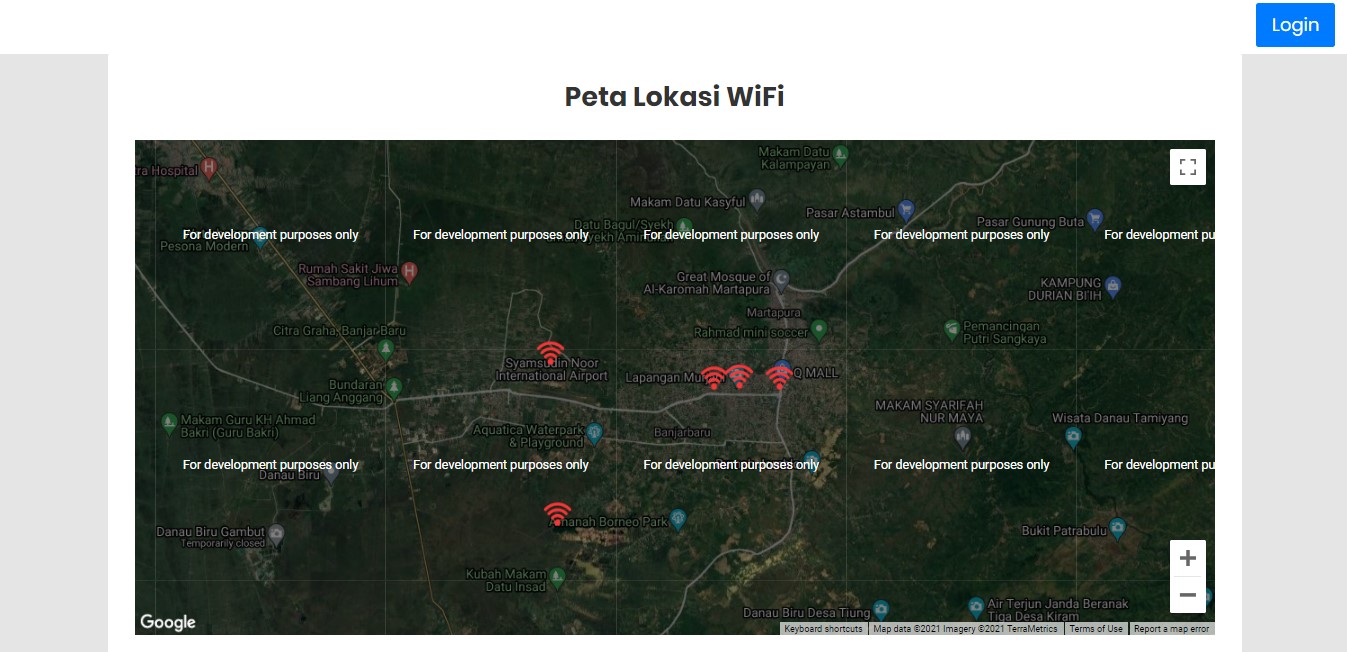 Login
Peta Lokasi WiFi
Makam Datu
Kalampayan
ra Hospital
Makam Datu Kasyful
Pasar Astambul
Pasar Gunung Buta
Datu Bagul/Syekh
Syekh Aminullah
For development purposes only
For development purposes only
For development purposes only
For development purposes only
For development pu
Pesona Modern
Rumah Sakit Jiwa
Sambang Lihum
Great Mosque of
Al-Karomah Martapura
KAMPUNG
DURIAN BI'IH
Martapura
Citra Graha, Banjar Baru
Rahmad mini soccer
Pemancingan
Putri Sangkaya
Syamsudin Noor
International Airport
Lapangan Mu
Q MALL
Bundaran
Liang Anggang
MAKAM SYARIFAH
NUR MAYA
Wisata Danau Tamiyang
Makam Guru KH Ahmad
Bakri (Guru Bakri)
Aquatica Waterpark
& Playground
Banjarbaru
For development purposes only
For development purposes only
For development purposes only
For development purposes only
For development pu
Danau Biru
Danau Biru Gambut
Temporarily closed
Amanah Borneo Park
Bukit Patrabulu
Kubah Makam
Datu Insad
Danau Biru Desa Tiung
Air Terjun Janda Beranak
Tiga Desa Kiram
Google
Keyboard shortcuts
Map data ©2021 Imagery ©2021 TerraMetrics
Terms of Use
Report a map error